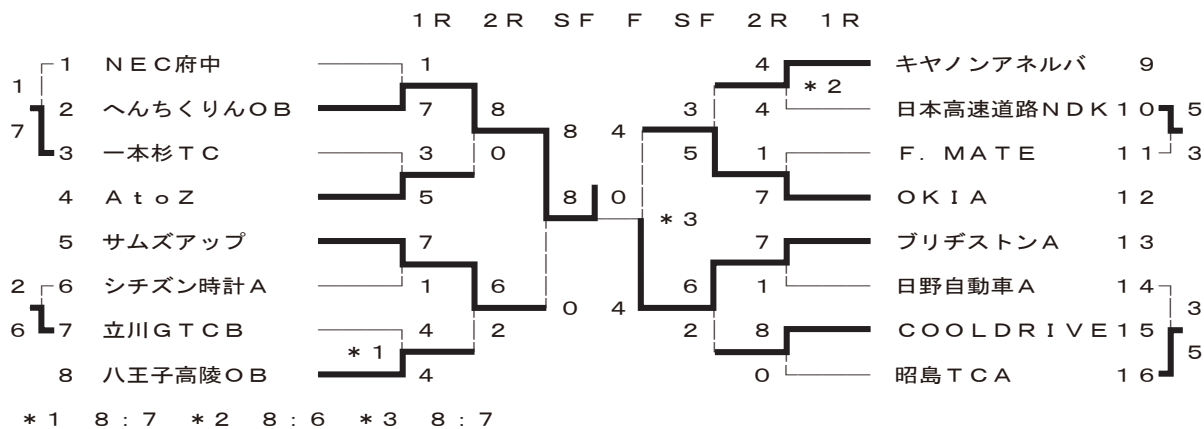 1R 2R SF F SF 2R 1R
1 NEC府中 1 4 キヤノンアネルバ 9
1 *2
2 へんちくりんOB 7 8 3 4 日本高速道路NDK 10 5
7 8 4
3 一本杉TC 3 0 5 1 F. MATE 11 3
4 AtoZ 5 8 0 7 OKIA 12
*3
5 サムズアップ 7 7 ブリヂストンA 13
2 6 シチズン時計A 1 6 6 1 日野自動車A 14
0 4 3
6 7 立川GTCB 4 2 2 8 COOLDRIVE 15
*1 5
8 八王子高陵OB 4 0 昭島TCA 16
*1 8:7 *2 8:6 *3 8:7